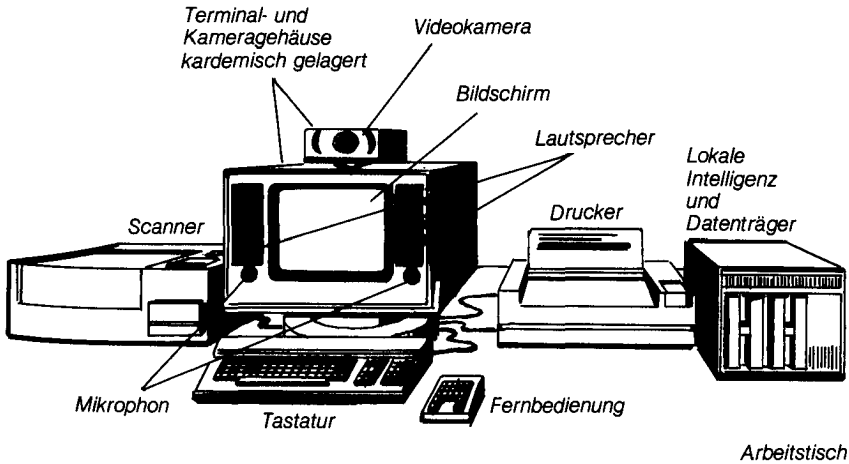 Terminal- und
Kameragehäuse
kardemisch gelagert
Videokamera
Bildschirm
Lautsprecher
Lokale
Intelligenz
und
Datenträger
Drucker
Scanner
Mikrophon
Tastatur
Fernbedienung
Arbeitstisch